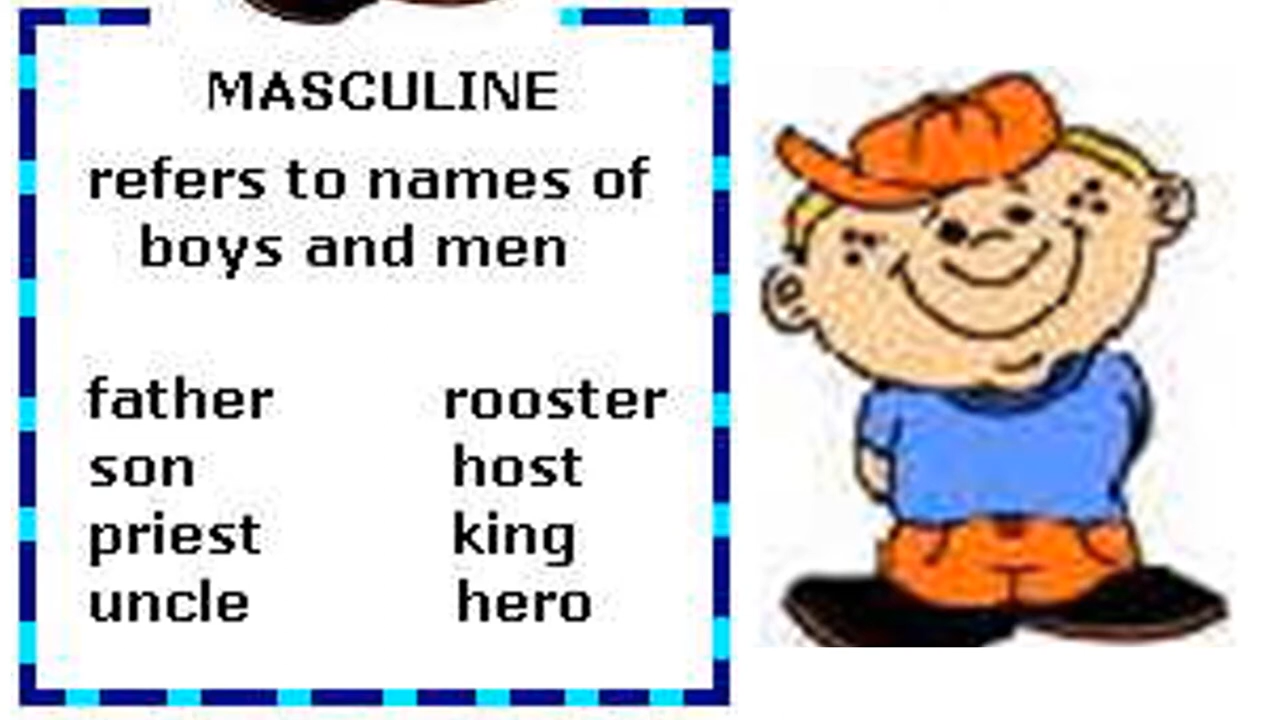 MASCULINE
refers to names of
boys and men
father rooster
son host
priest king
uncle hero